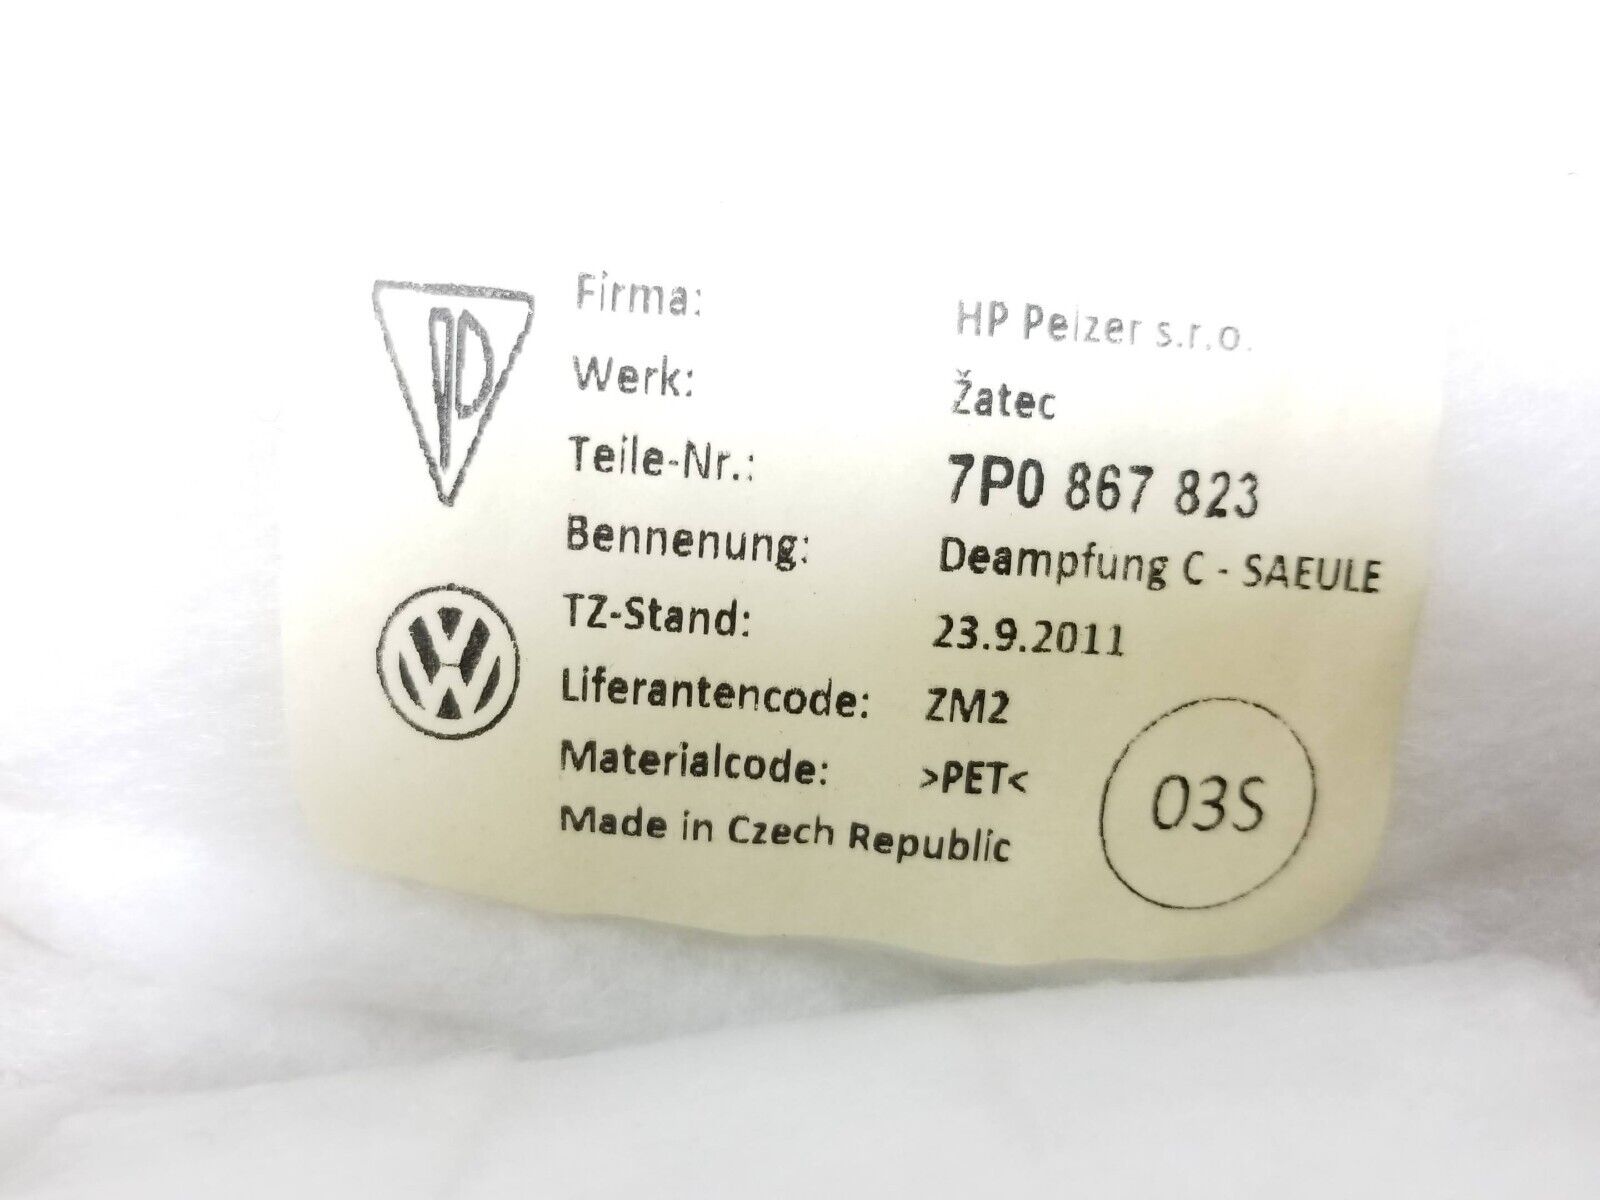 Firma: HP Pelzer s.r.o.
Werk: Žatec
Teile-Nr.: 7P0 867 823
Bennenung: Deampfung C - SAEULE
TZ-Stand: 23.9.2011
Liferantencode: ZM2
Materialcode: >PET<
Made in Czech Republic
03S